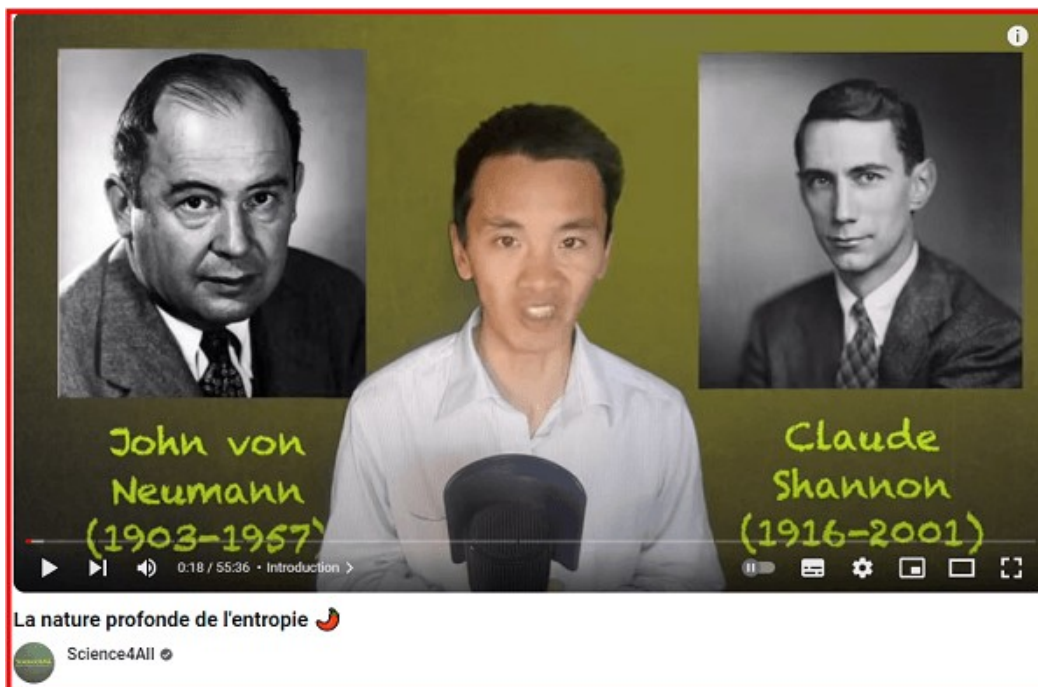 John von
Neumann
(1903-1957)
Claude
Shannon
(1916-2001)
0:18 / 55:36 • Introduction >
La nature profonde de l'entropie 🌶️
Science4All